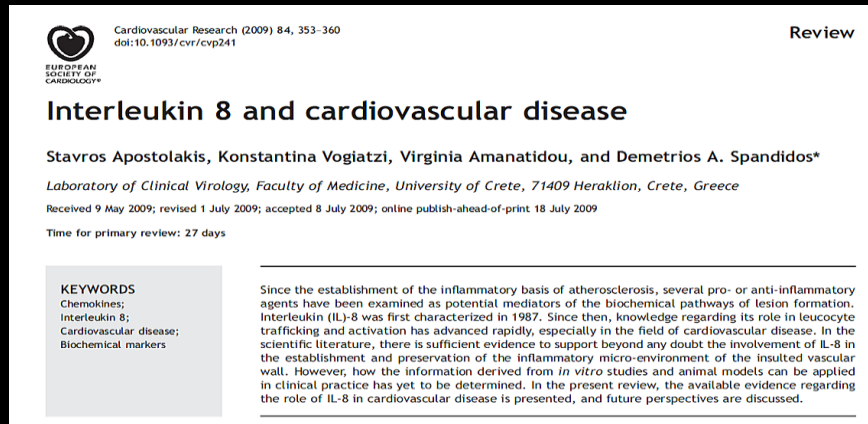 Cardiovascular Research (2009) 84, 353–360
doi:10.1093/cvr/cvp241
Review
EUROPEAN
SOCIETY OF
CARDIOLOGY®
Interleukin 8 and cardiovascular disease
Stavros Apostolakis, Konstantina Vogiatzi, Virginia Amanatidou, and Demetrios A. Spandidos*
Laboratory of Clinical Virology, Faculty of Medicine, University of Crete, 71409 Heraklion, Crete, Greece
Received 9 May 2009; revised 1 July 2009; accepted 8 July 2009; online publish-ahead-of-print 18 July 2009
Time for primary review: 27 days
KEYWORDS
Chemokines;
Interleukin 8;
Cardiovascular disease;
Biochemical markers
Since the establishment of the inflammatory basis of atherosclerosis, several pro- or anti-inflammatory
agents have been examined as potential mediators of the biochemical pathways of lesion formation.
Interleukin (IL)-8 was first characterized in 1987. Since then, knowledge regarding its role in leucocyte
trafficking and activation has advanced rapidly, especially in the field of cardiovascular disease. In the
scientific literature, there is sufficient evidence to support beyond any doubt the involvement of IL-8 in
the establishment and preservation of the inflammatory micro-environment of the insulted vascular
wall. However, how the information derived from in vitro studies and animal models can be applied
in clinical practice has yet to be determined. In the present review, the available evidence regarding
the role of IL-8 in cardiovascular disease is presented, and future perspectives are discussed.